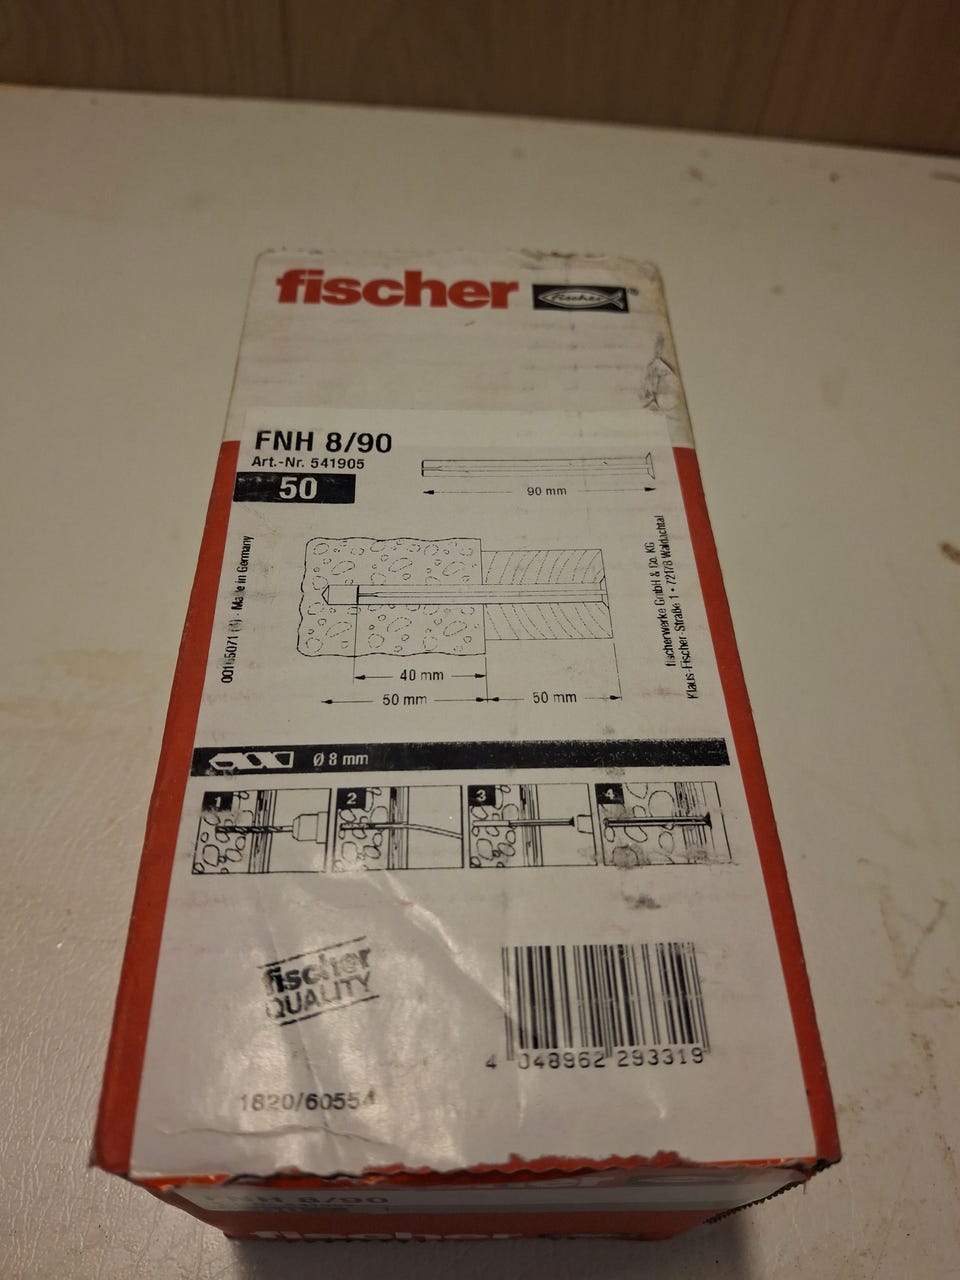 fischer fischer ®
FNH 8/90
Art.-Nr. 541905
50
90 mm
Made in Germany
fischerwerke GmbH & Co. KG
Klaus-Fischer-Straße 1 • 72178 Waldachtal
40 mm
50 mm 50 mm
Ø 8 mm
1 2 3 4
fischer
QUALITY
4 048962 293319
1820/60554
FNH 8/90
fischer